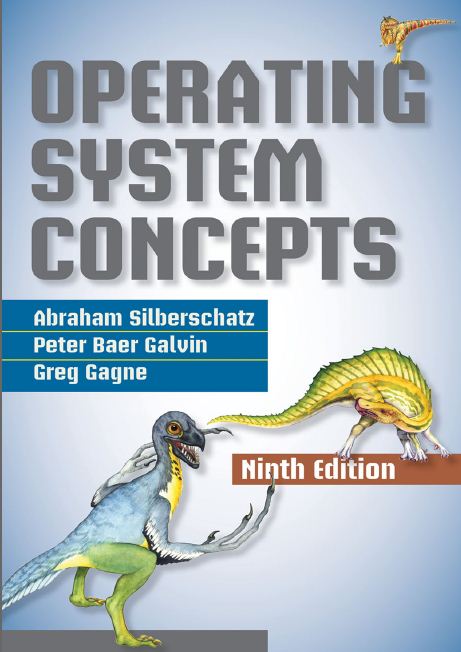 OPERATING
SYSTEM
CONCEPTS
Abraham Silberschatz
Peter Baer Galvin
Greg Gagne
Ninth Edition